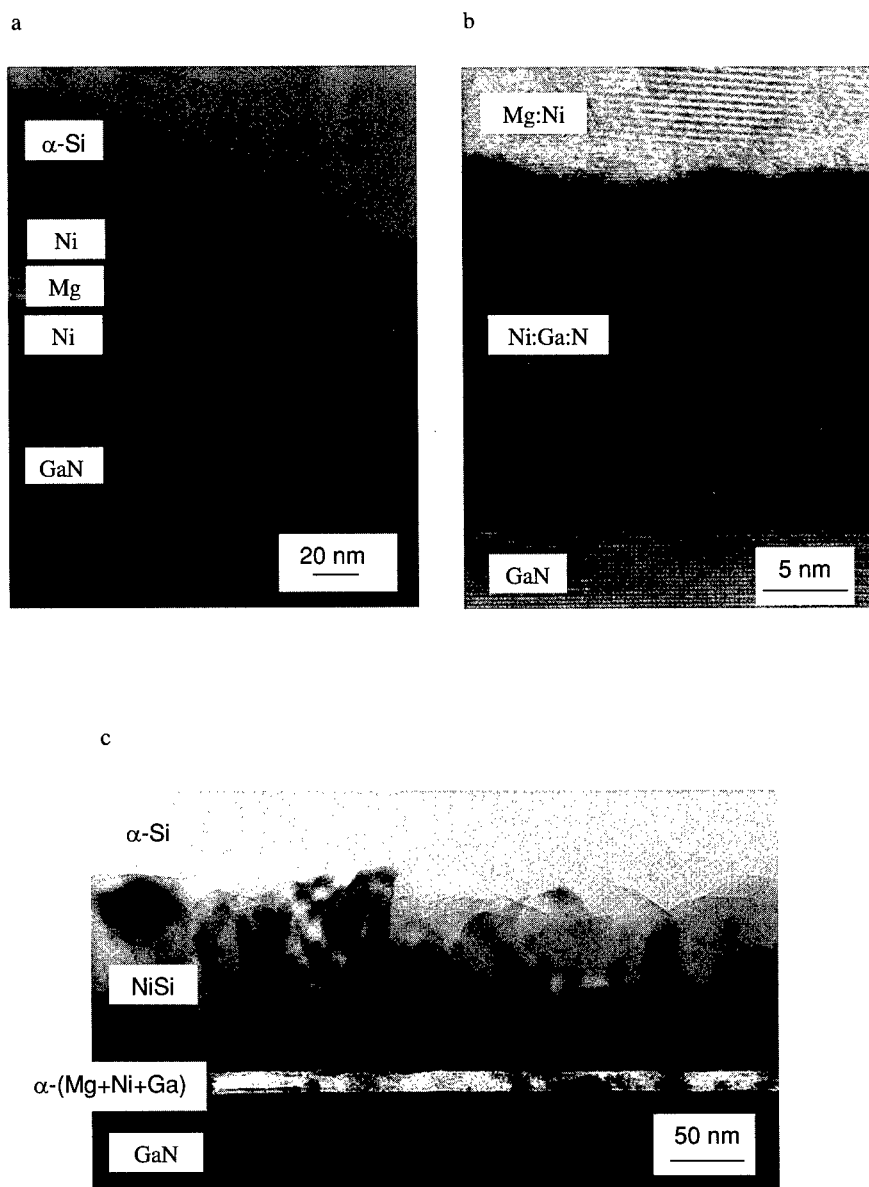 a
b
α-Si
Ni
Mg
Ni
GaN
20 nm
Mg:Ni
Ni:Ga:N
GaN
5 nm
c
α-Si
NiSi
α-(Mg+Ni+Ga)
GaN
50 nm